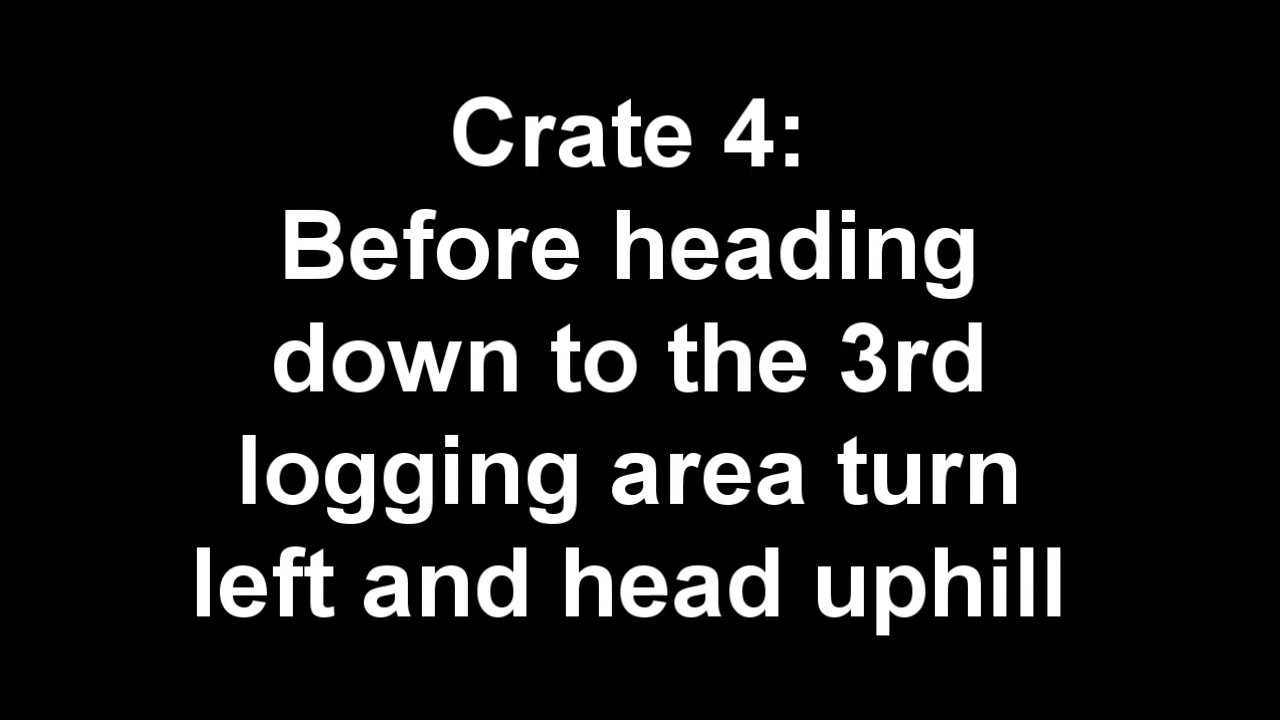 Crate 4:
Before heading
down to the 3rd
logging area turn
left and head uphill